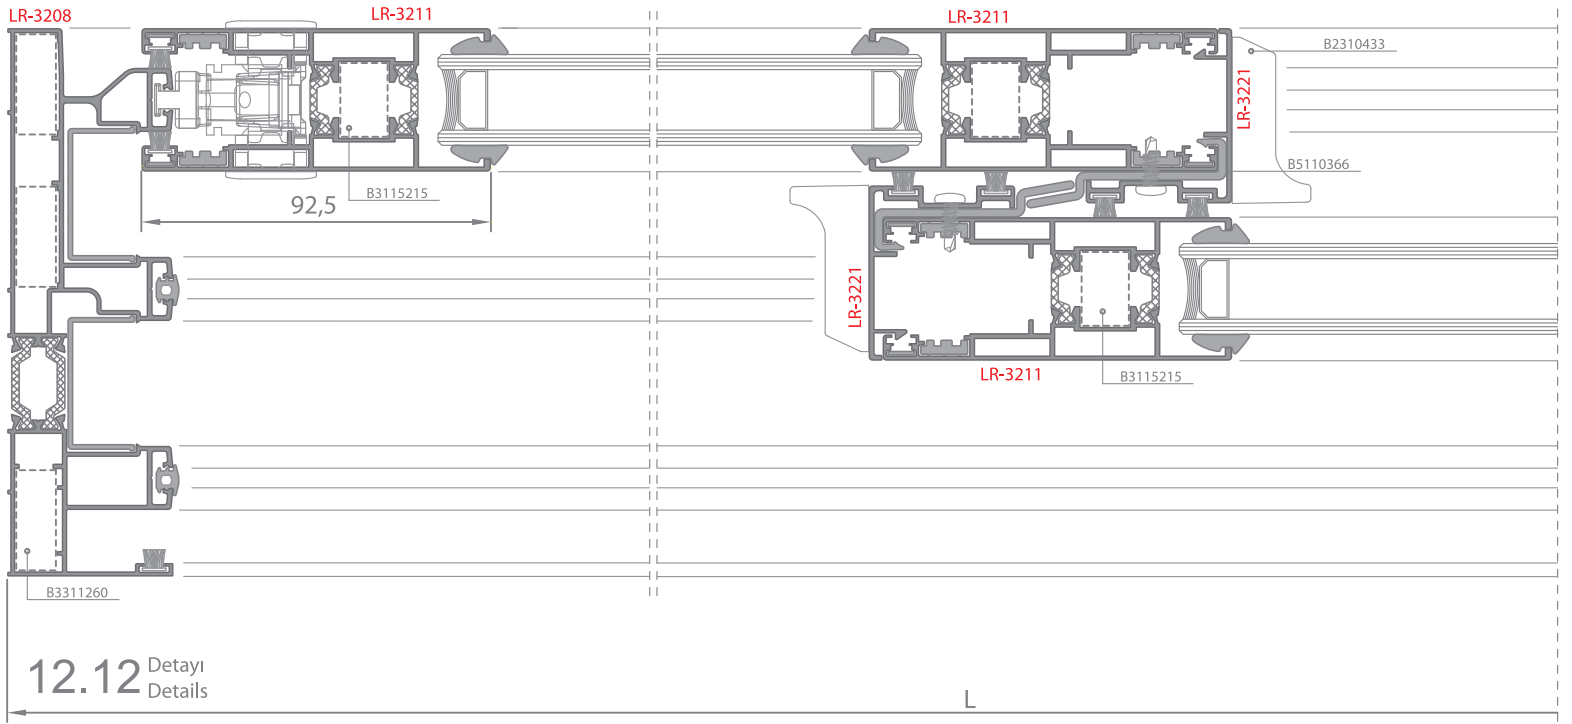 LR-3208
LR-3211
LR-3211
B2310433
LR-3221
B5110366
B3115215
92,5
LR-3221
LR-3211
B3115215
B3311260
12.12 Detayı
Details
L